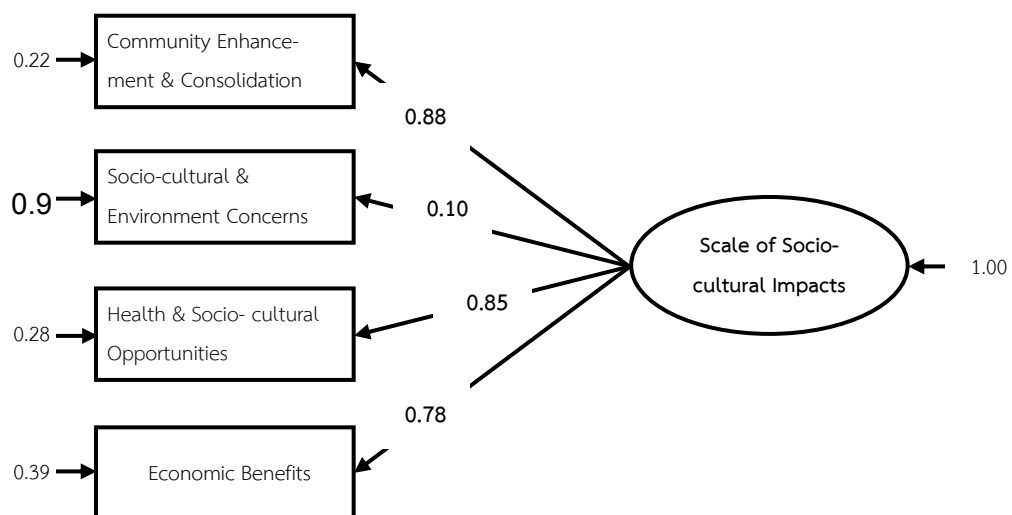 Community Enhance-
ment & Consolidation
0.22
0.88
Socio-cultural &
Environment Concerns
0.9
0.10
Scale of Socio-
cultural Impacts
1.00
Health & Socio- cultural
Opportunities
0.28
0.85
Economic Benefits
0.39
0.78